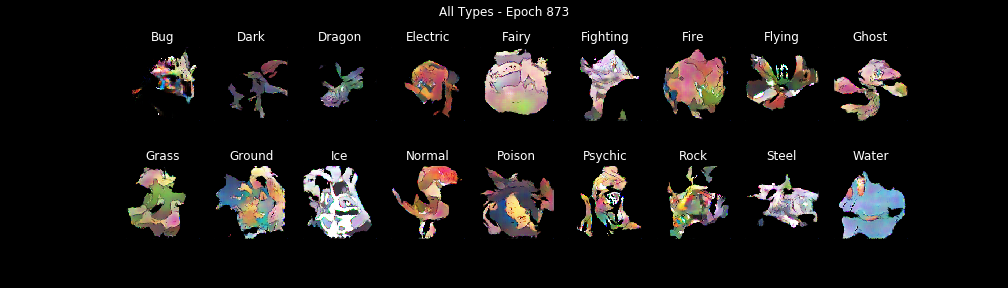 All Types - Epoch 873
Bug Dark Dragon Electric Fairy Fighting Fire Flying Ghost
Grass Ground Ice Normal Poison Psychic Rock Steel Water